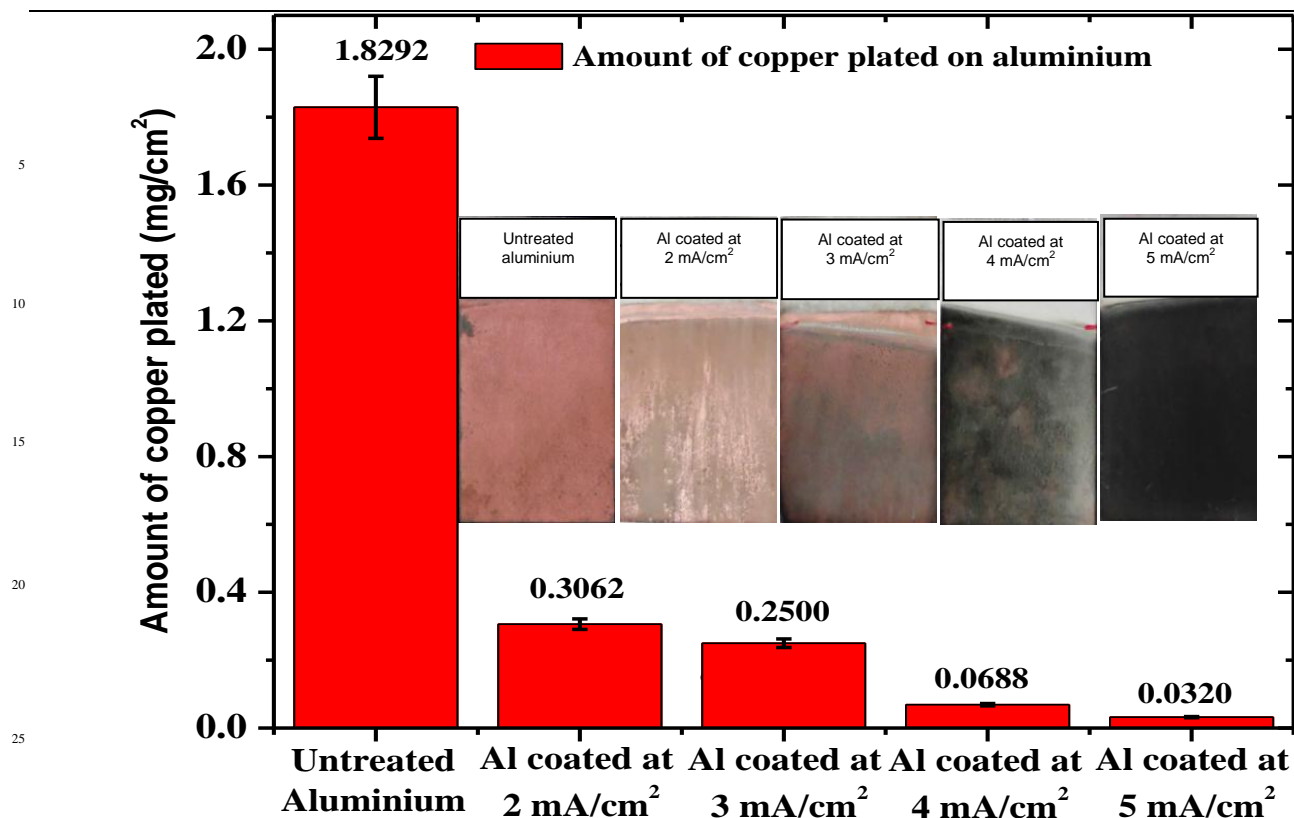 2.0
1.6
1.2
0.8
0.4
0.0
Amount of copper plated (mg/cm²)
Amount of copper plated on aluminium
1.8292
0.3062
0.2500
0.0688
0.0320
Untreated
aluminium
Al coated at
2 mA/cm²
Al coated at
3 mA/cm²
Al coated at
4 mA/cm²
Al coated at
5 mA/cm²
Untreated
Aluminium
Al coated at
2 mA/cm²
Al coated at
3 mA/cm²
Al coated at
4 mA/cm²
Al coated at
5 mA/cm²
5
10
15
20
25